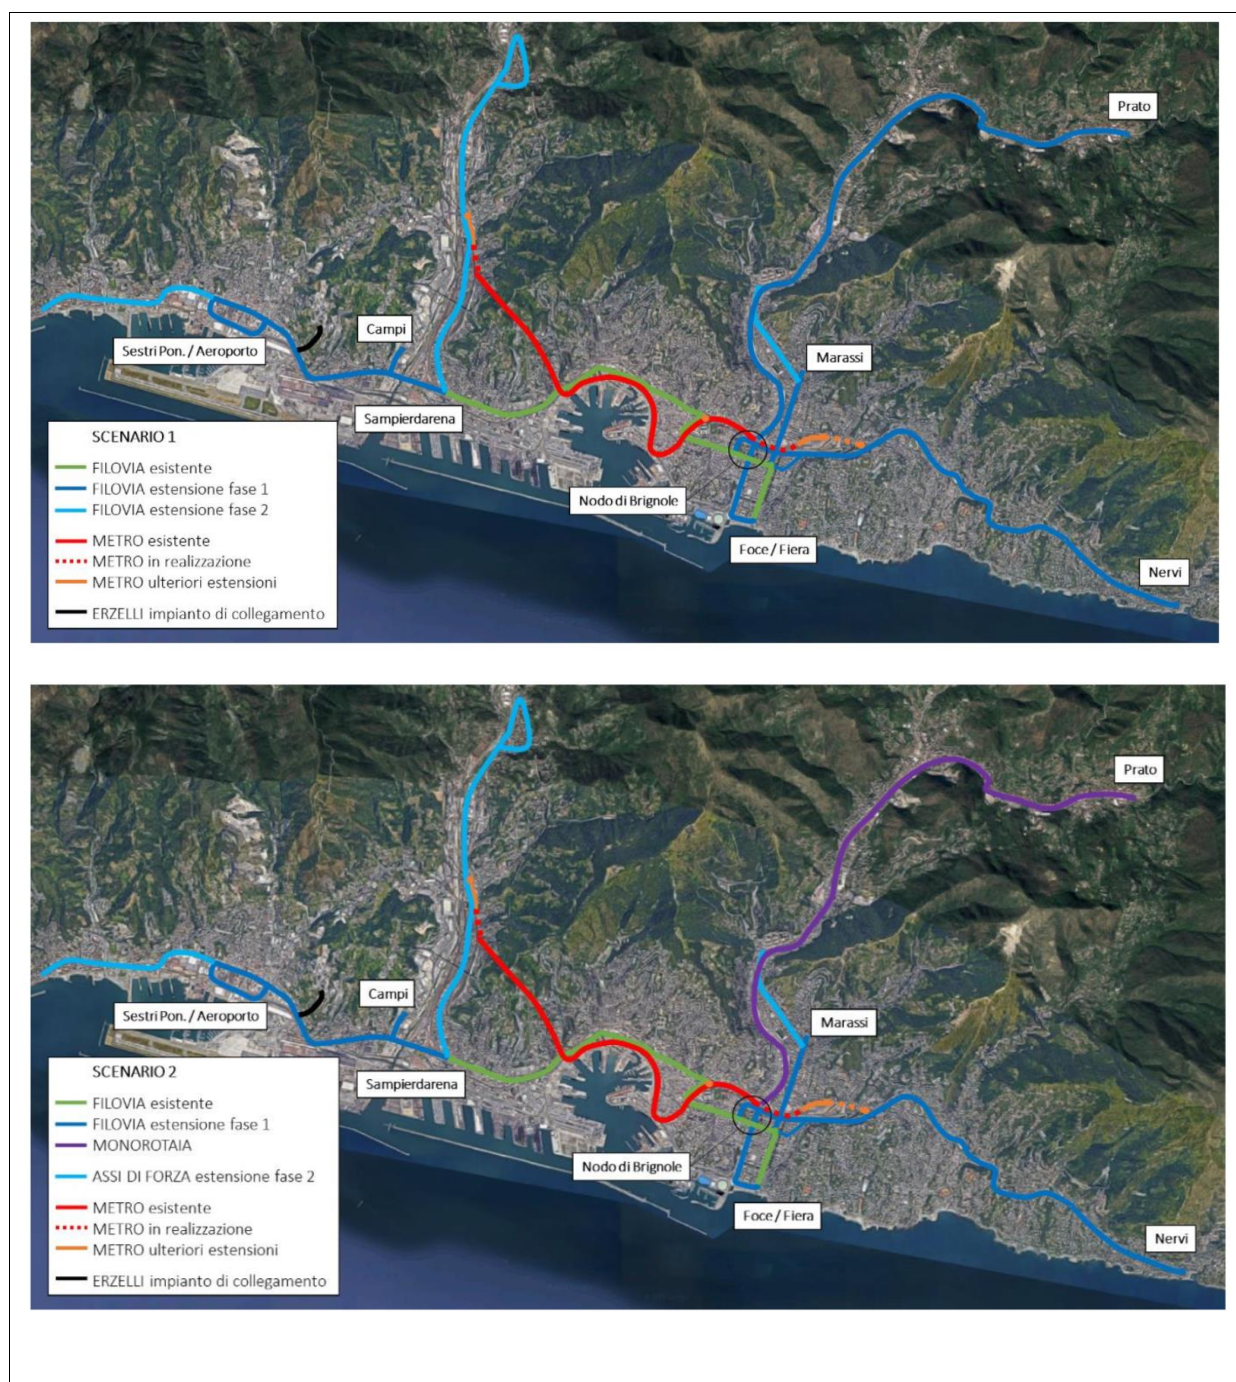 Prato
Campi
Sestri Pon. / Aeroporto
Marassi
Sampierdarena
SCENARIO 1
FILOVIA esistente
FILOVIA estensione fase 1
FILOVIA estensione fase 2
METRO esistente
METRO in realizzazione
METRO ulteriori estensioni
ERZELLI impianto di collegamento
Nodo di Brignole
Foce / Fiera
Nervi
Prato
Campi
Sestri Pon. / Aeroporto
Marassi
Sampierdarena
SCENARIO 2
FILOVIA esistente
FILOVIA estensione fase 1
MONOROTAIA
ASSI DI FORZA estensione fase 2
METRO esistente
METRO in realizzazione
METRO ulteriori estensioni
ERZELLI impianto di collegamento
Nodo di Brignole
Foce / Fiera
Nervi